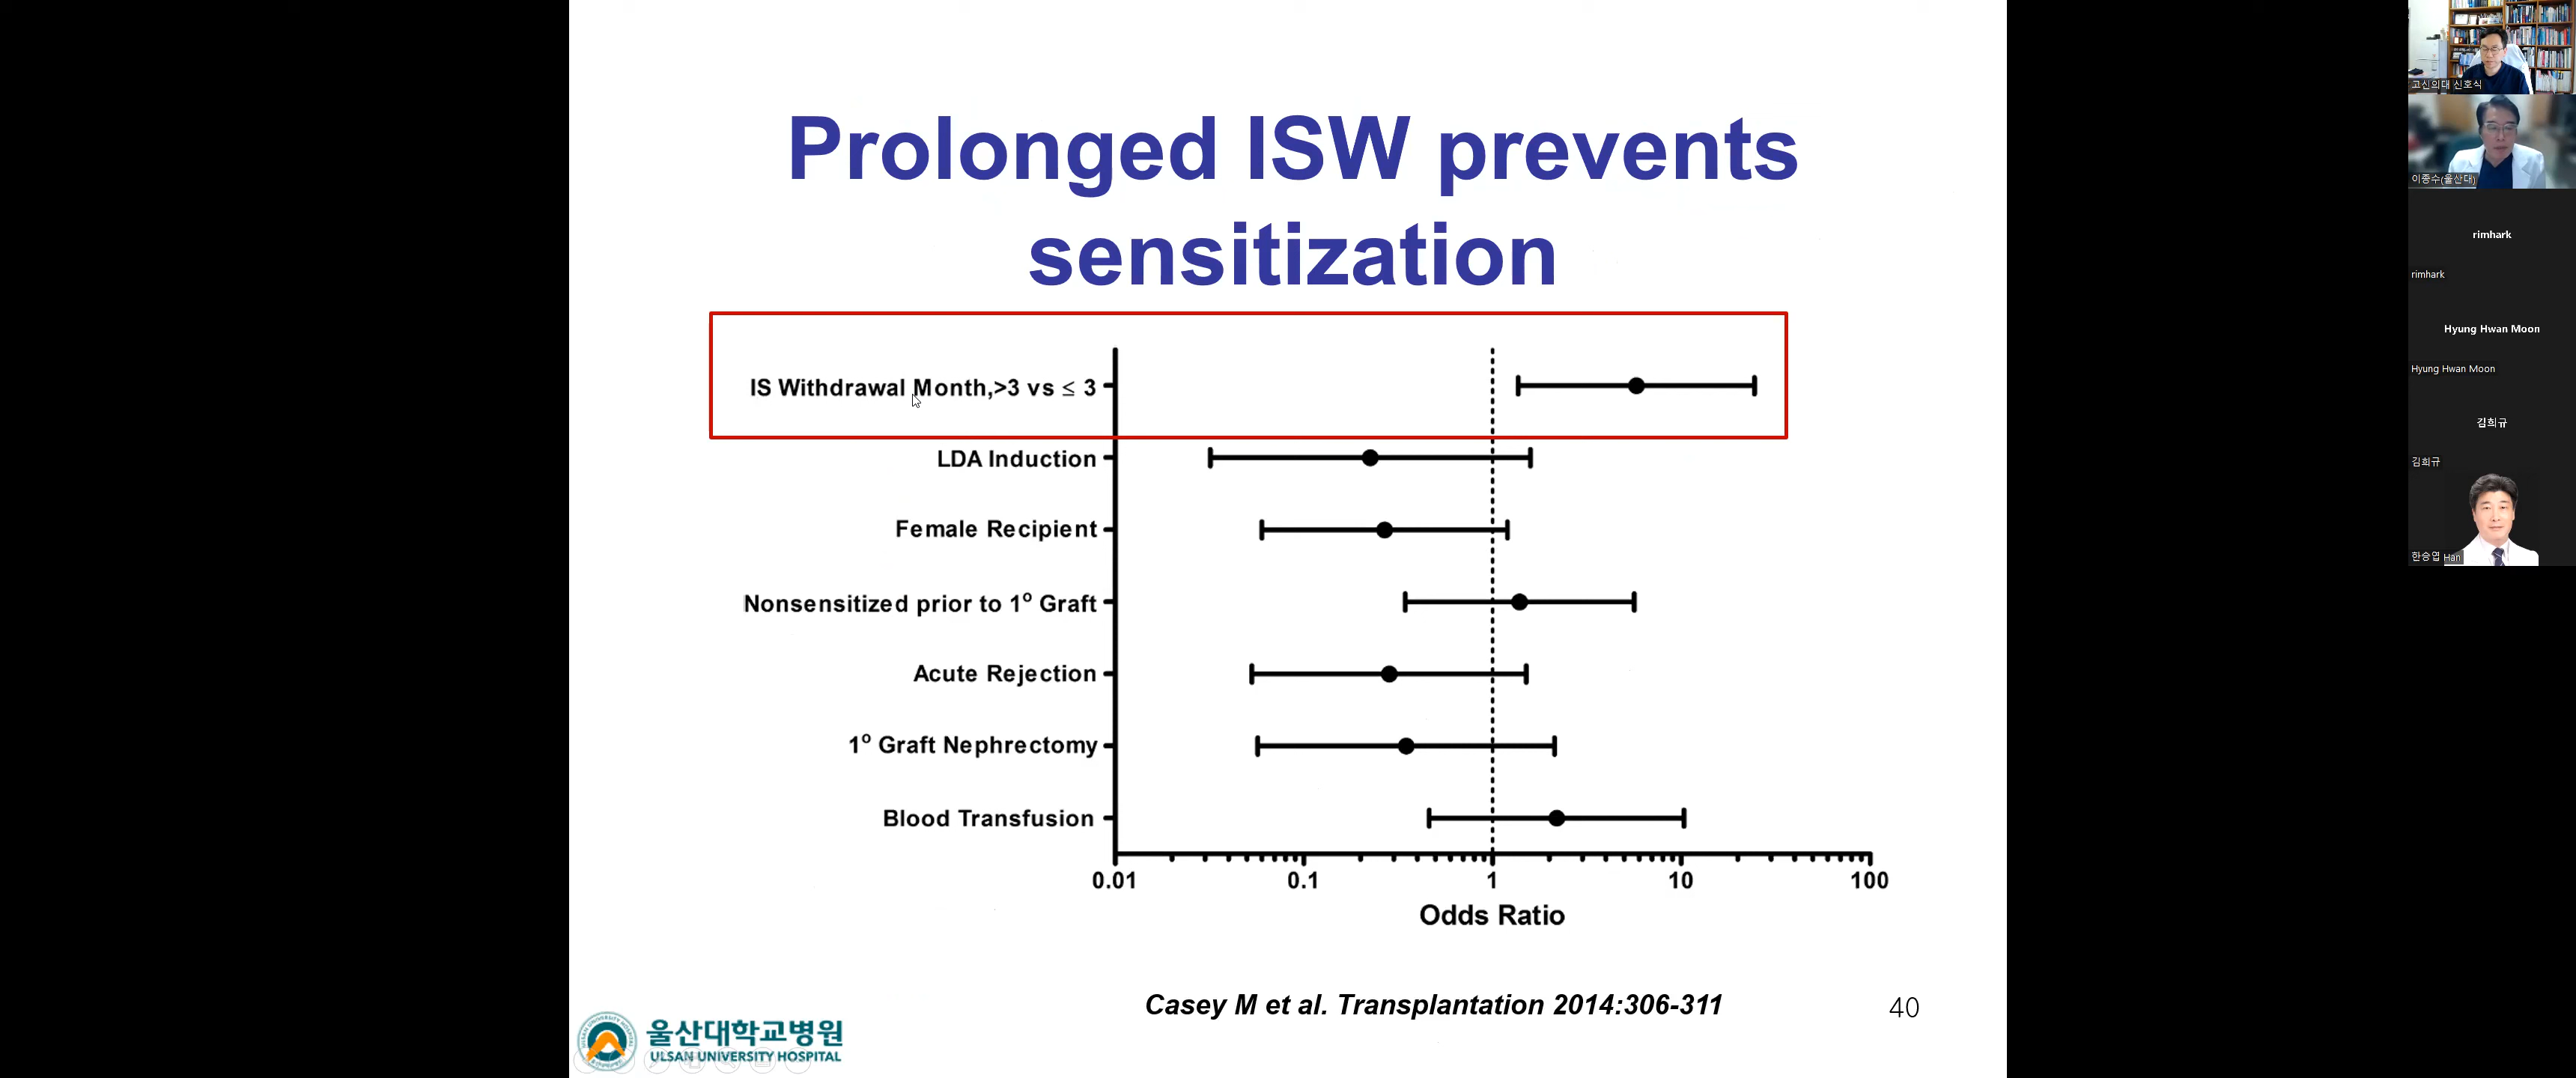 Prolonged ISW prevents
sensitization
IS Withdrawal Month,>3 vs ≤ 3
LDA Induction
Female Recipient
Nonsensitized prior to 1° Graft
Acute Rejection
1° Graft Nephrectomy
Blood Transfusion
0.01 0.1 1 10 100
Odds Ratio
Casey M et al. Transplantation 2014:306-311
40
울산대학교병원
ULSAN UNIVERSITY HOSPITAL
고신의대 신호식
이종수(울산대)
rimhark
rimhark
Hyung Hwan Moon
Hyung Hwan Moon
김희규
김희규
한승엽 Han